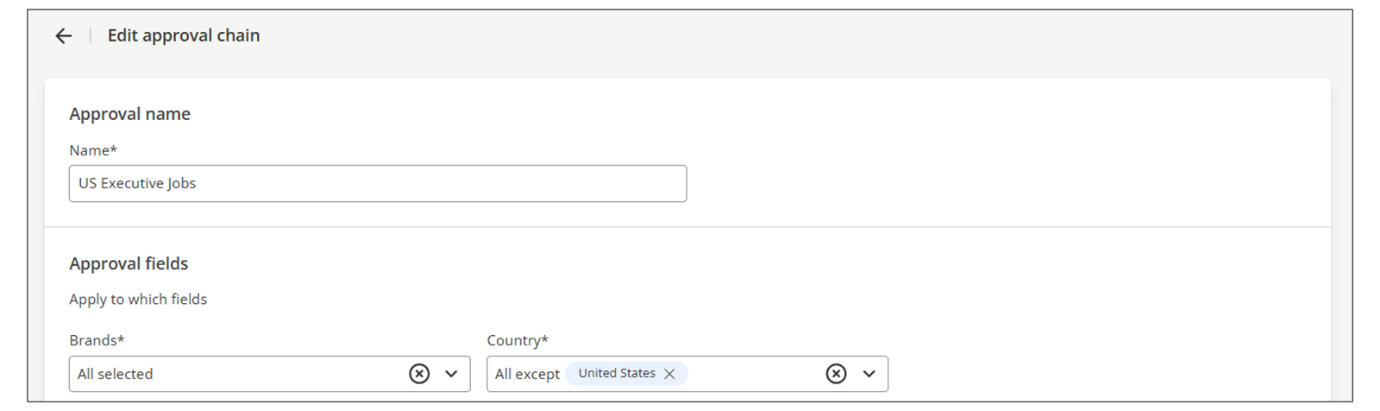 Edit approval chain
Approval name
Name*
US Executive Jobs
Approval fields
Apply to which fields
Brands* Country*
All selected All except United States